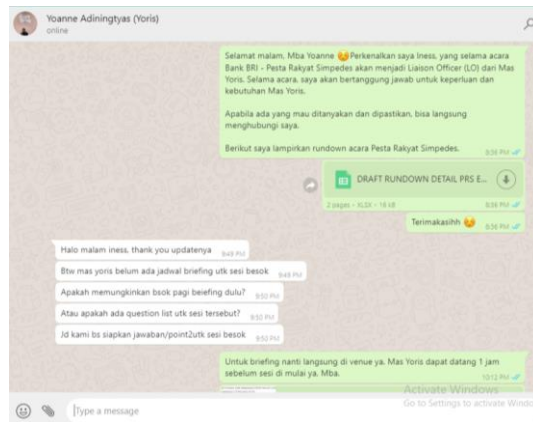 Yoanne Adiningtyas (Yoris)
online
Selamat malam, Mba Yoanne Perkenalkan saya Iness, yang selama acara
Bank BRI - Pesta Rakyat Simpedes akan menjadi Liaison Officer (LO) dari Mas
Yoris. Selama acara, saya akan bertanggung jawab untuk keperluan dan
kebutuhan Mas Yoris.
Apabila ada yang mau ditanyakan dan dipastikan, bisa langsung
menghubungi saya.
Berikut saya lampirkan rundown acara Pesta Rakyat Simpedes.
9:36 PM
DRAFT RUNDOWN DETAIL PRS E...
2 pages • XLSX • 16 kB
9:36 PM
Terimakasihh
9:36 PM
Halo malam iness, thank you updatenya
9:49 PM
Btw mas yoris belum ada jadwal briefing utk sesi besok
9:49 PM
Apakah memungkinkan bsok pagi beiefing dulu?
9:50 PM
Atau apakah ada question list utk sesi tersebut?
9:50 PM
Jd kami bs siapkan jawaban/point2utk sesi besok
9:50 PM
Untuk briefing nanti langsung di venue ya. Mas Yoris dapat datang 1 jam
sebelum sesi di mulai ya, Mba.
10:12 PM
Activate Windows
Go to Settings to activate Windo
Type a message